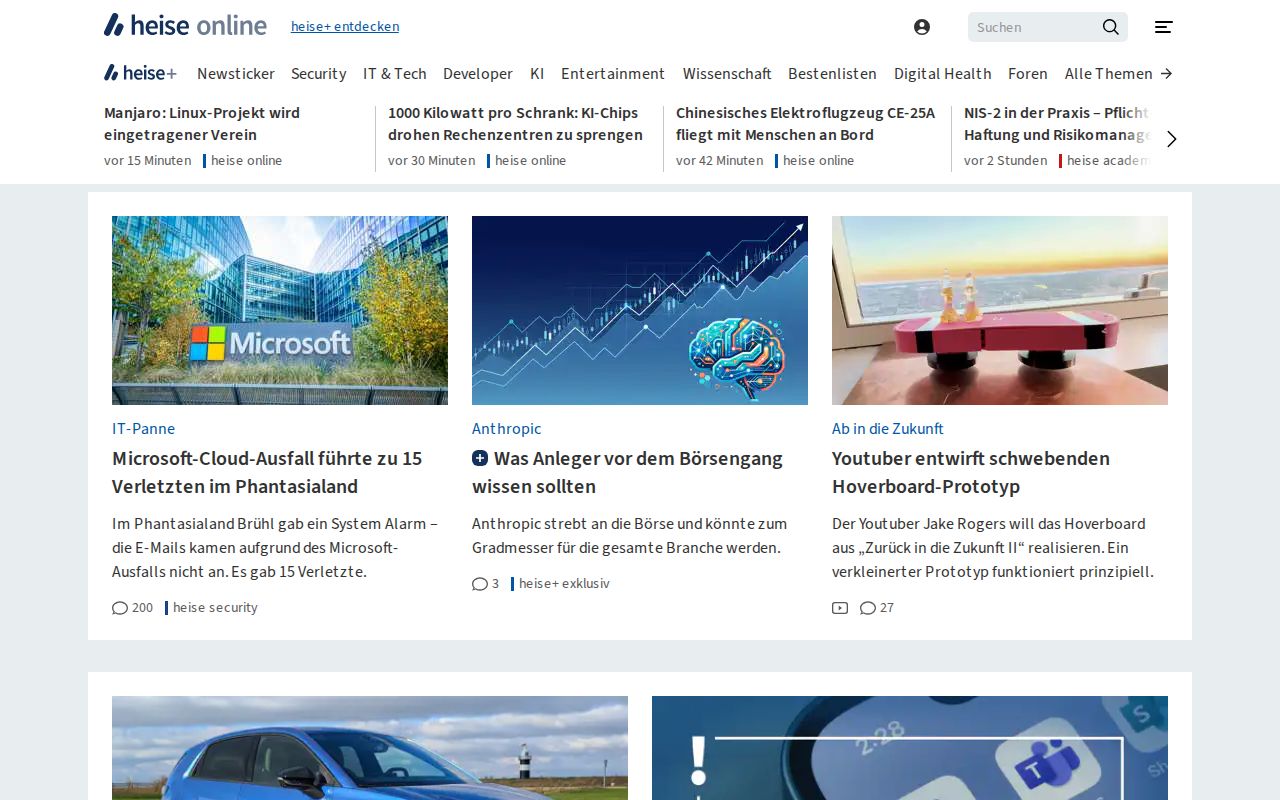 heise online
heise+ entdecken
Suchen
heise+
Newsticker
Security
IT & Tech
Developer
KI
Entertainment
Wissenschaft
Bestenlisten
Digital Health
Foren
Alle Themen
Manjaro: Linux-Projekt wird
eingetragener Verein
vor 15 Minuten
heise online
1000 Kilowatt pro Schrank: KI-Chips
drohen Rechenzentren zu sprengen
vor 30 Minuten
heise online
Chinesisches Elektroflugzeug CE-25A
fliegt mit Menschen an Bord
vor 42 Minuten
heise online
NIS-2 in der Praxis – Pflicht
Haftung und Risikomanage
vor 2 Stunden
heise academ
Microsoft
IT-Panne
Microsoft-Cloud-Ausfall führte zu 15
Verletzten im Phantasialand
Im Phantasialand Brühl gab ein System Alarm –
die E-Mails kamen aufgrund des Microsoft-
Ausfalls nicht an. Es gab 15 Verletzte.
200
heise security
Anthropic
Was Anleger vor dem Börsengang
wissen sollten
Anthropic strebt an die Börse und könnte zum
Gradmesser für die gesamte Branche werden.
3
heise+ exklusiv
Ab in die Zukunft
Youtuber entwirft schwebenden
Hoverboard-Prototyp
Der Youtuber Jake Rogers will das Hoverboard
aus „Zurück in die Zukunft II“ realisieren. Ein
verkleinerter Prototyp funktioniert prinzipiell.
27
2:28
T
S
Sh